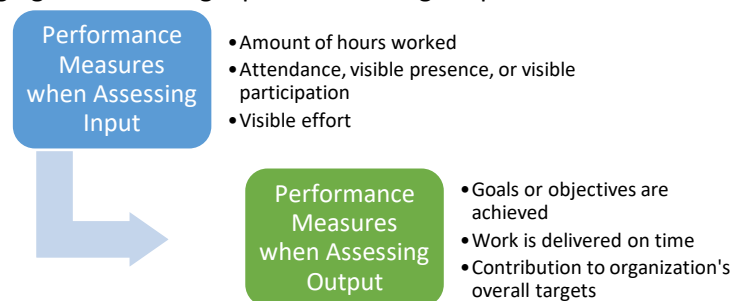 Performance
Measures
when Assessing
Input
•Amount of hours worked
•Attendance, visible presence, or visible
participation
•Visible effort
Performance
Measures
when Assessing
Output
•Goals or objectives are
achieved
•Work is delivered on time
•Contribution to organization's
overall targets